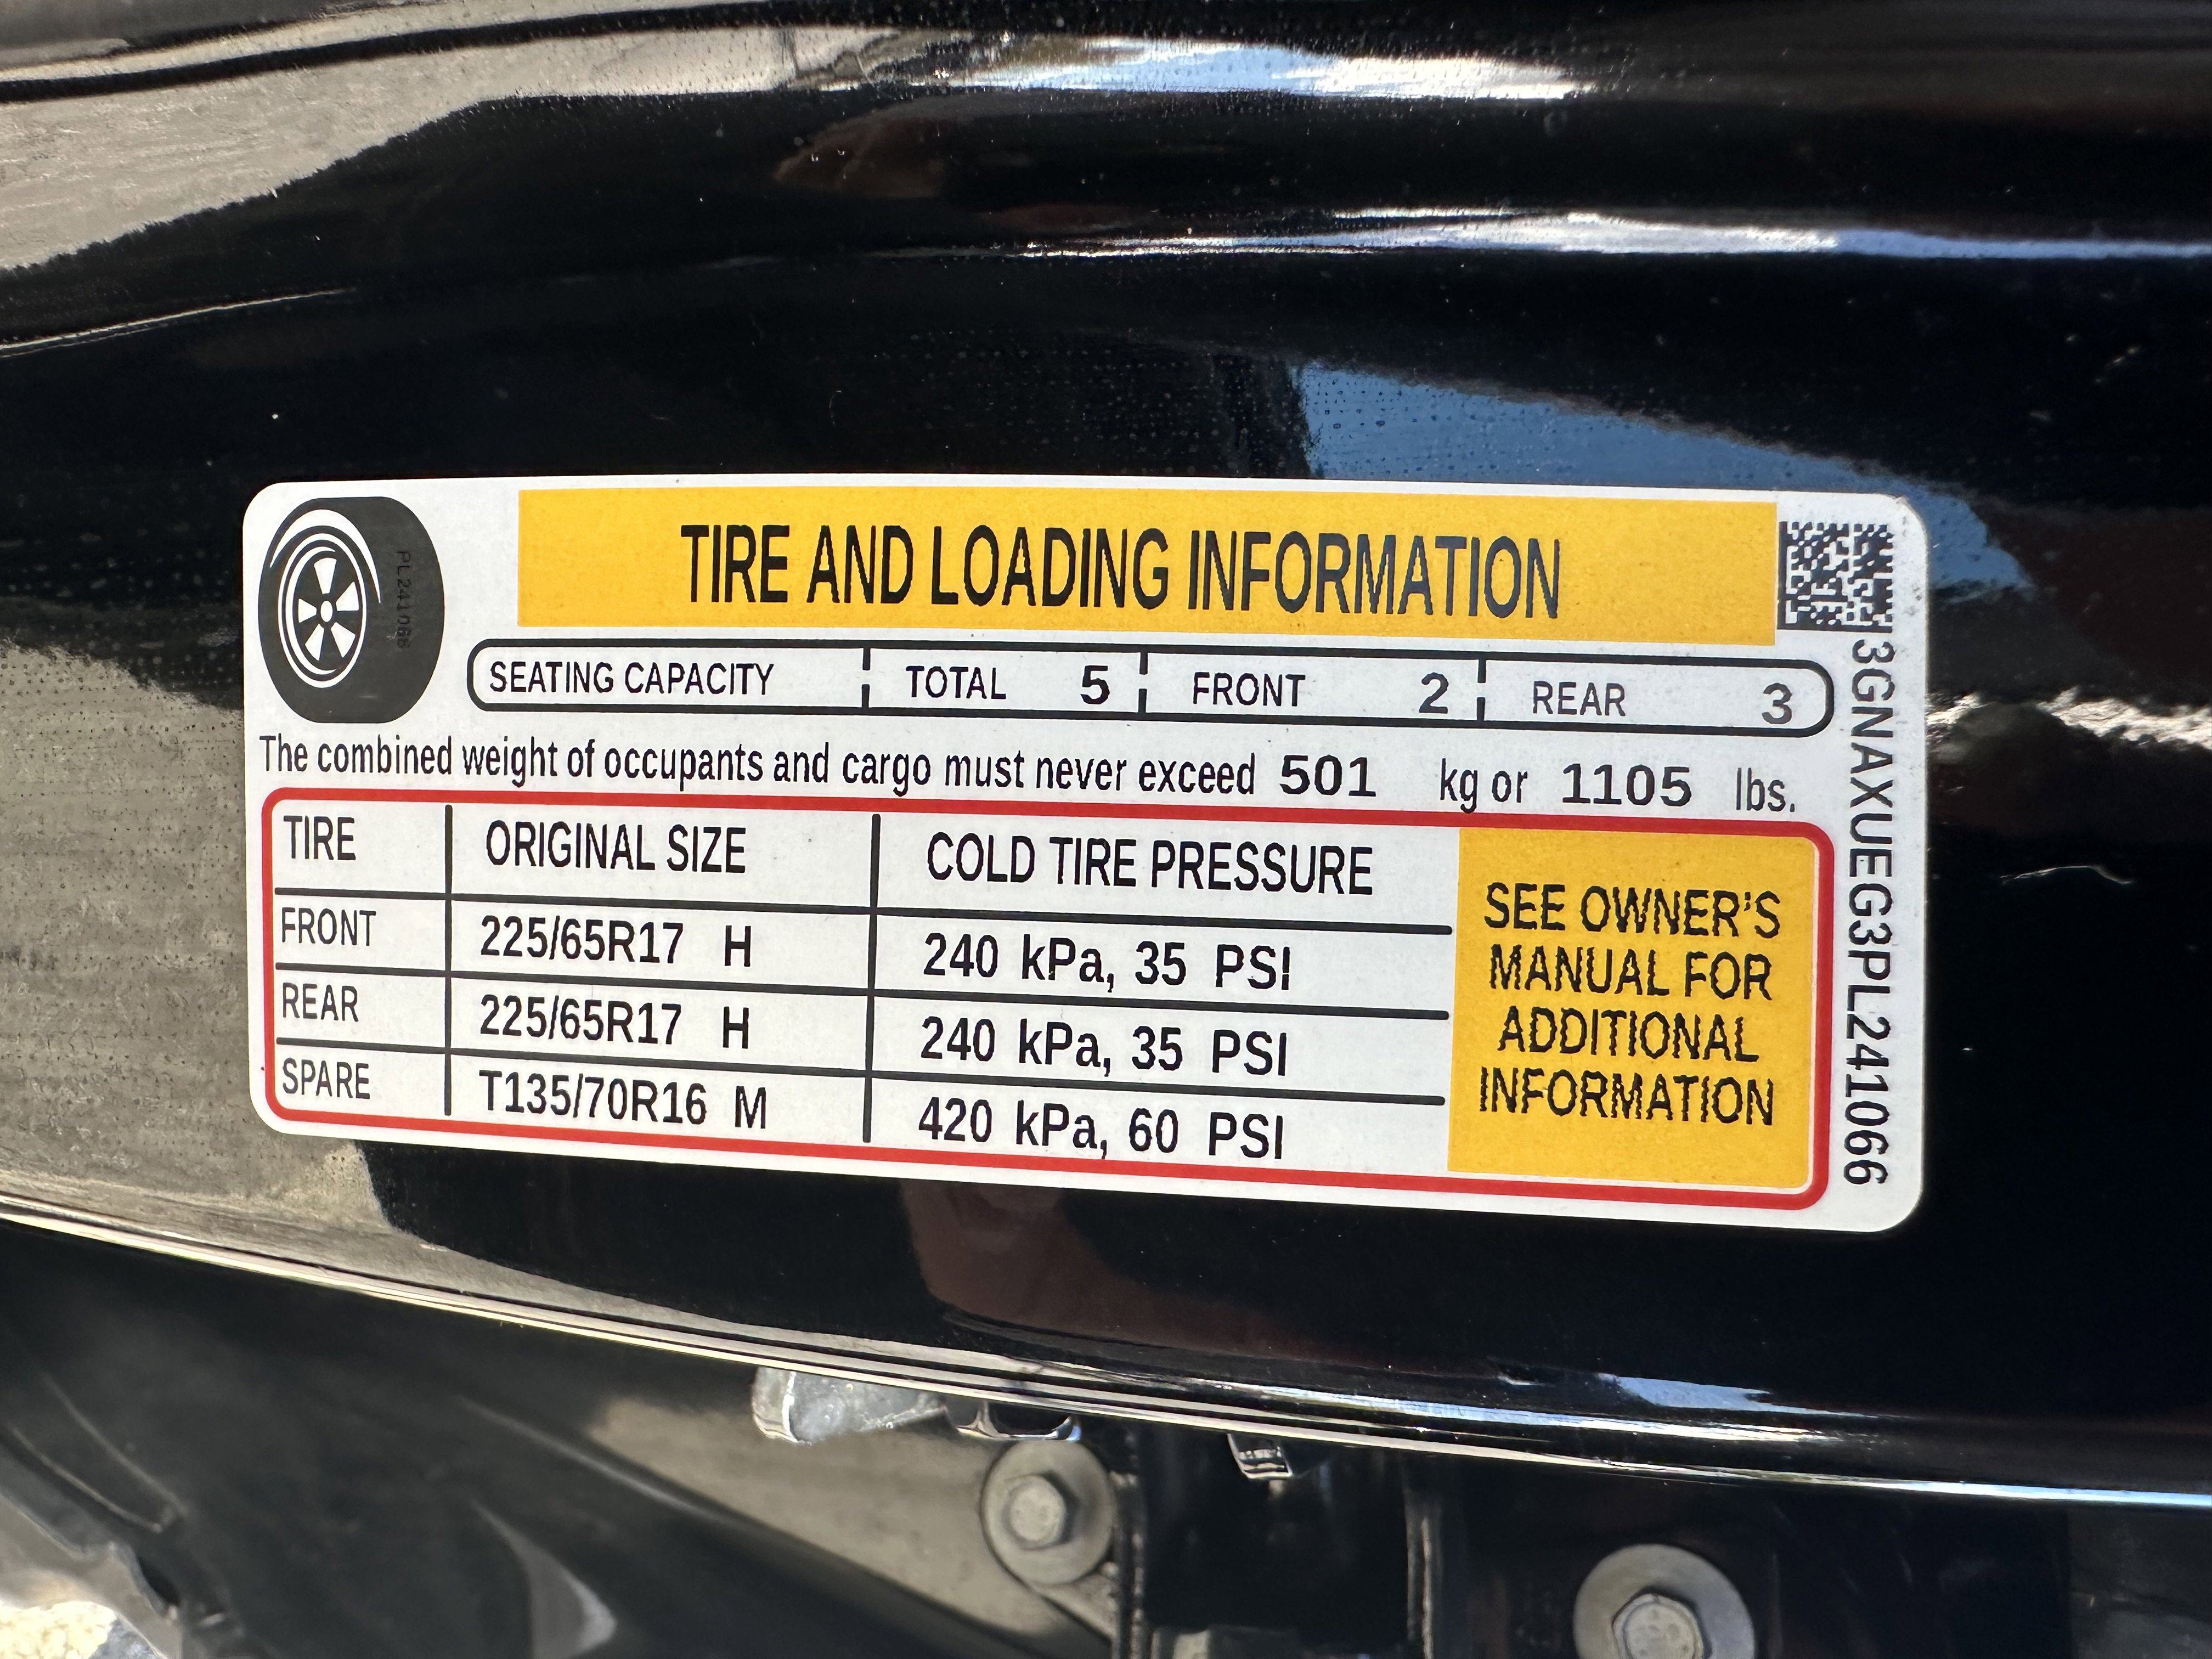 PL241066
TIRE AND LOADING INFORMATION
SEATING CAPACITY TOTAL 5 FRONT 2 REAR 3
The combined weight of occupants and cargo must never exceed 501 kg or 1105 lbs.
TIRE ORIGINAL SIZE COLD TIRE PRESSURE
FRONT 225/65R17 H 240 kPa, 35 PSI
REAR 225/65R17 H 240 kPa, 35 PSI
SPARE T135/70R16 M 420 kPa, 60 PSI
SEE OWNER'S
MANUAL FOR
ADDITIONAL
INFORMATION
3GNAXUEG3PL241066